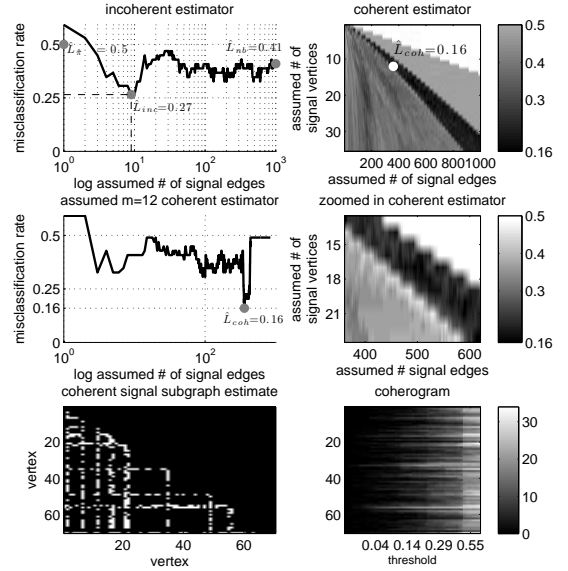 incoherent estimator
misclassification rate
0.5
0.25
0
L̂π̂ = 0.5
L̂nb=0.41
L̂inc=0.27
10^0
10^1
10^2
10^3
log assumed # of signal edges
coherent estimator
assumed # of
signal vertices
10
20
30
L̂coh=0.16
200 400 600 800 1000
assumed # of signal edges
0.5
0.4
0.3
0.16
assumed m=12 coherent estimator
misclassification rate
0.5
0.25
0.16
0
L̂coh=0.16
10^0
10^2
log assumed # of signal edges
zoomed in coherent estimator
assumed # of
signal vertices
15
18
21
400 500 600
assumed # signal edges
0.5
0.4
0.3
0.16
coherent signal subgraph estimate
vertex
20
40
60
20 40 60
vertex
coherogram
20
40
60
0.04 0.14 0.29 0.55
threshold
30
20
10
0